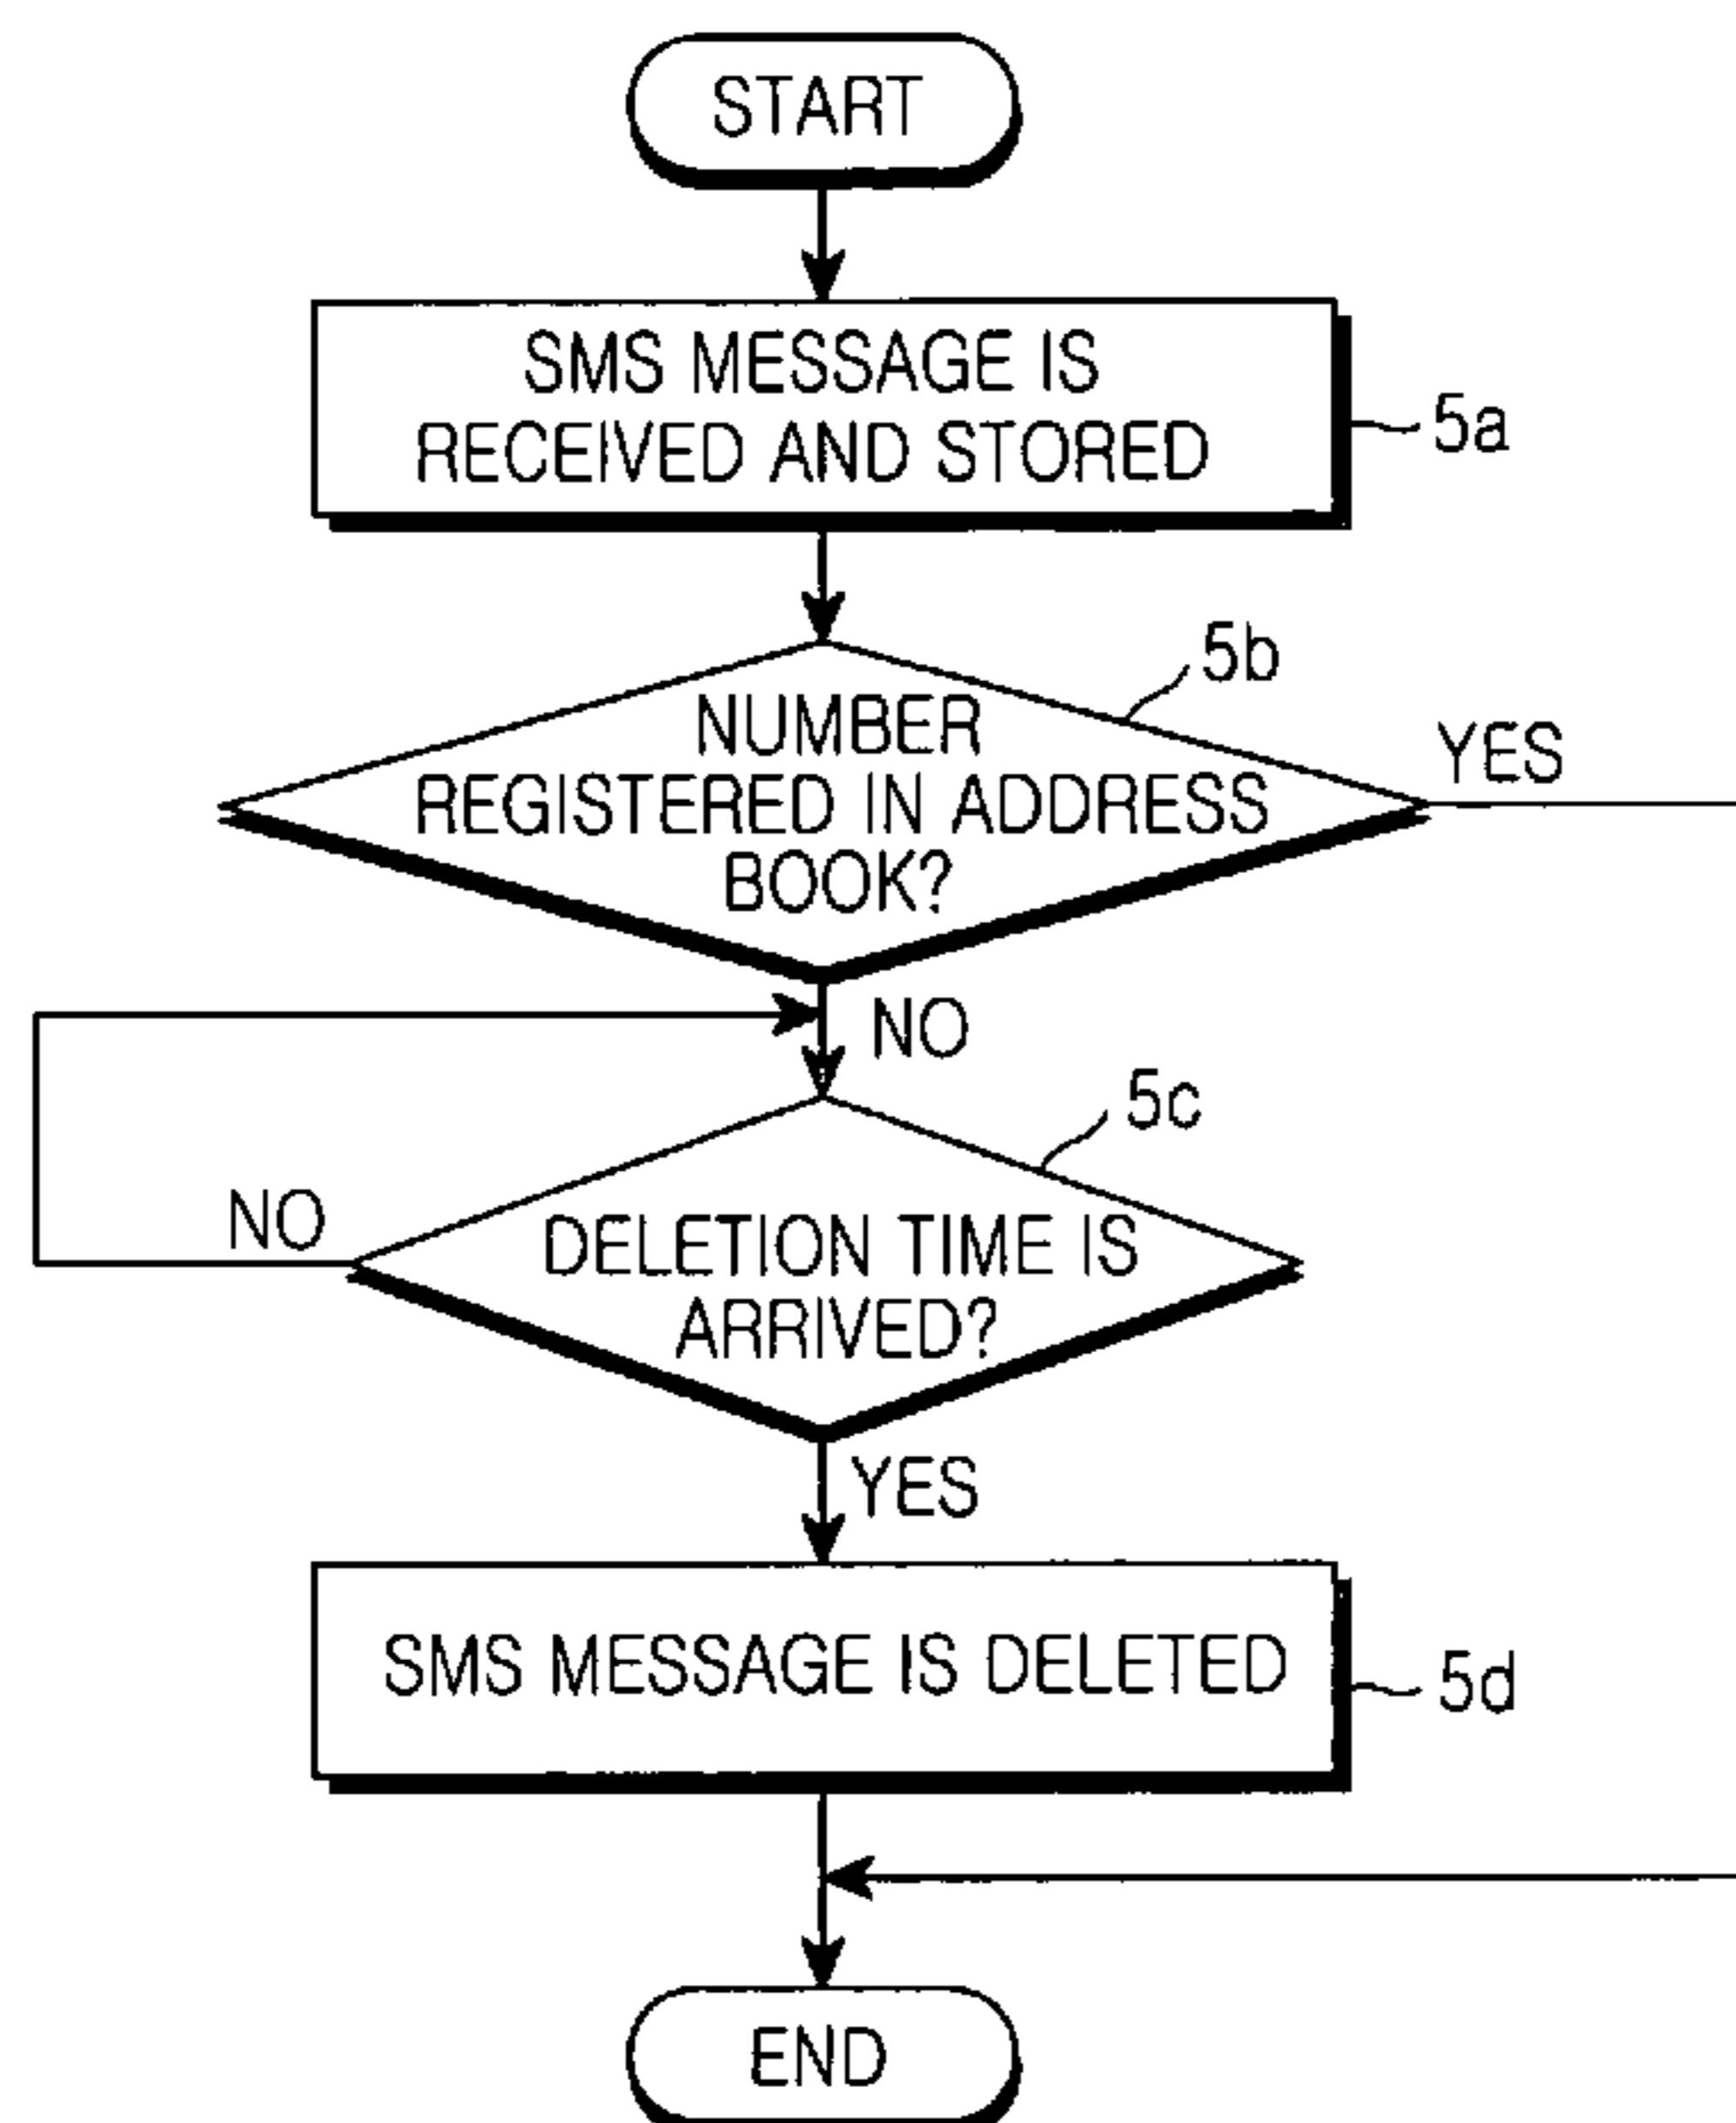 START
SMS MESSAGE IS
RECEIVED AND STORED
5a
5b
NUMBER
REGISTERED IN ADDRESS
BOOK?
YES
NO
5c
NO
DELETION TIME IS
ARRIVED?
YES
SMS MESSAGE IS DELETED
5d
END